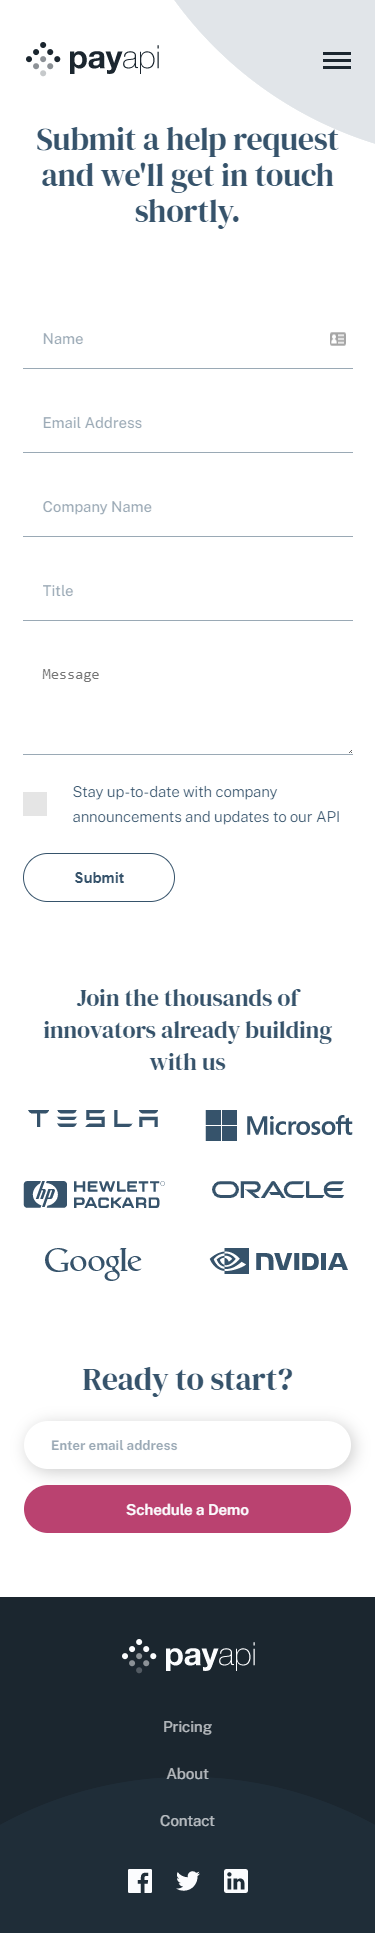 payapi
Submit a help request
and we'll get in touch
shortly.
Name
Email Address
Company Name
Title
Message
Stay up-to-date with company
announcements and updates to our API
Submit
Join the thousands of
innovators already building
with us
TESLA
Microsoft
hp HEWLETT
PACKARD
ORACLE
Google
NVIDIA
Ready to start?
Enter email address
Schedule a Demo
payapi
Pricing
About
Contact